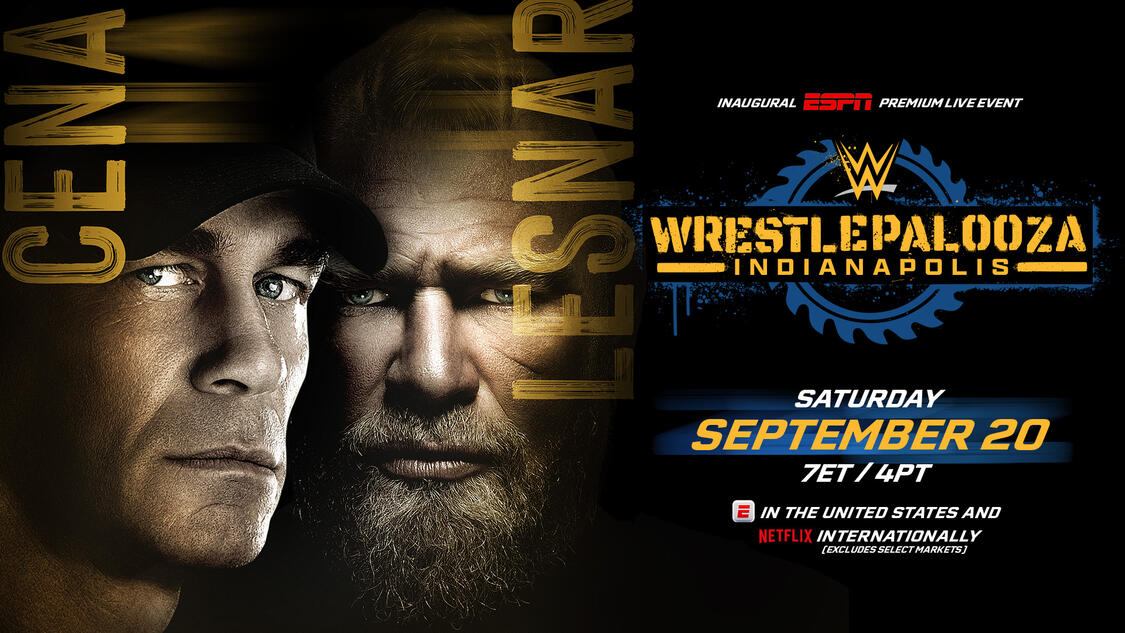 CENA
LESNAR
INAUGURAL ESPN PREMIUM LIVE EVENT
W
WRESTLEPALOOZA
INDIANAPOLIS
SATURDAY
SEPTEMBER 20
7ET / 4PT
E IN THE UNITED STATES AND
NETFLIX INTERNATIONALLY
(EXCLUDES SELECT MARKETS)